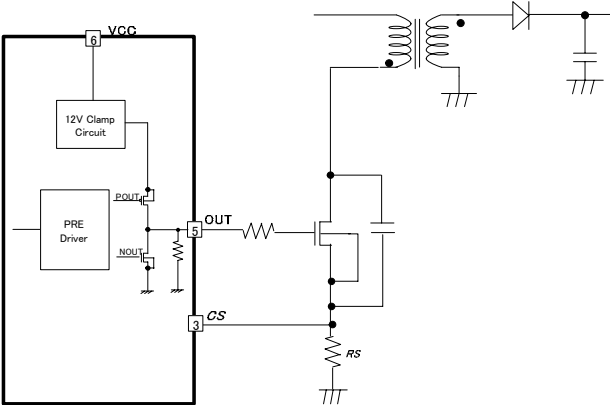 VCC
6
12V Clamp
Circuit
POUT
PRE
Driver
NOUT
OUT
5
CS
3
RS